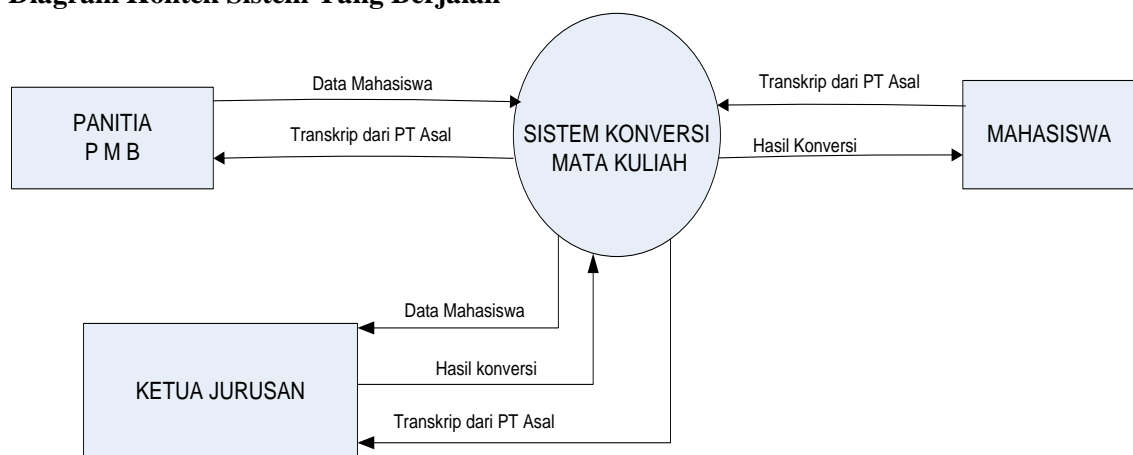 Diagram Kontek Sistem Yang Berjalan
Data Mahasiswa
Transkrip dari PT Asal
PANITIA
P M B
Transkrip dari PT Asal
SISTEM KONVERSI
MATA KULIAH
Hasil Konversi
MAHASISWA
Data Mahasiswa
Hasil konversi
KETUA JURUSAN
Transkrip dari PT Asal